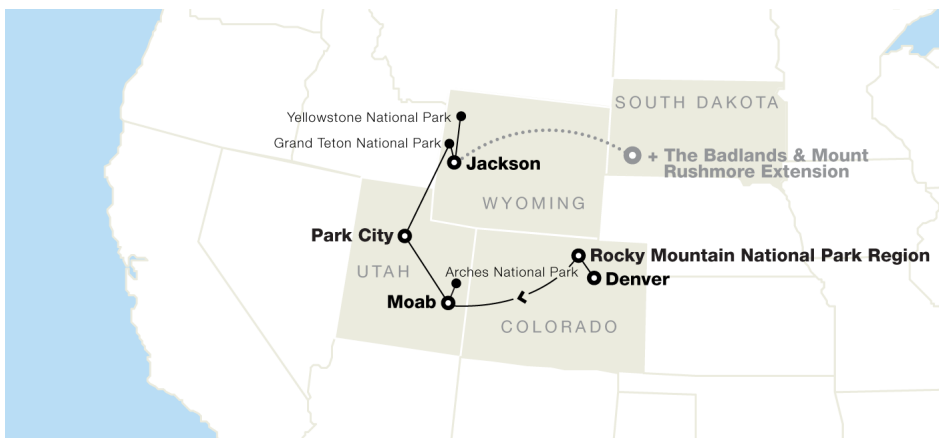 SOUTH DAKOTA
Yellowstone National Park
Grand Teton National Park
Jackson
+ The Badlands & Mount
Rushmore Extension
WYOMING
Park City
Rocky Mountain National Park Region
UTAH
Arches National Park
Denver
Moab
COLORADO